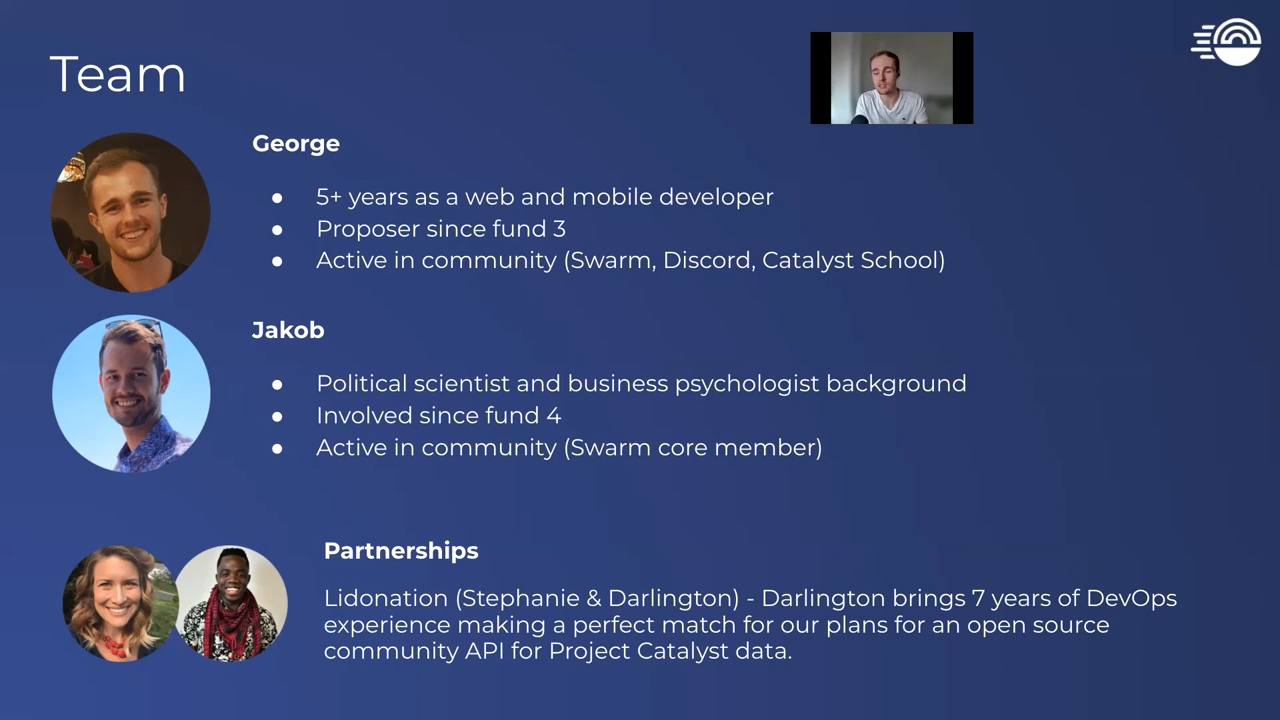 Team
George
● 5+ years as a web and mobile developer
● Proposer since fund 3
● Active in community (Swarm, Discord, Catalyst School)
Jakob
● Political scientist and business psychologist background
● Involved since fund 4
● Active in community (Swarm core member)
Partnerships
Lidonation (Stephanie & Darlington) - Darlington brings 7 years of DevOps
experience making a perfect match for our plans for an open source
community API for Project Catalyst data.